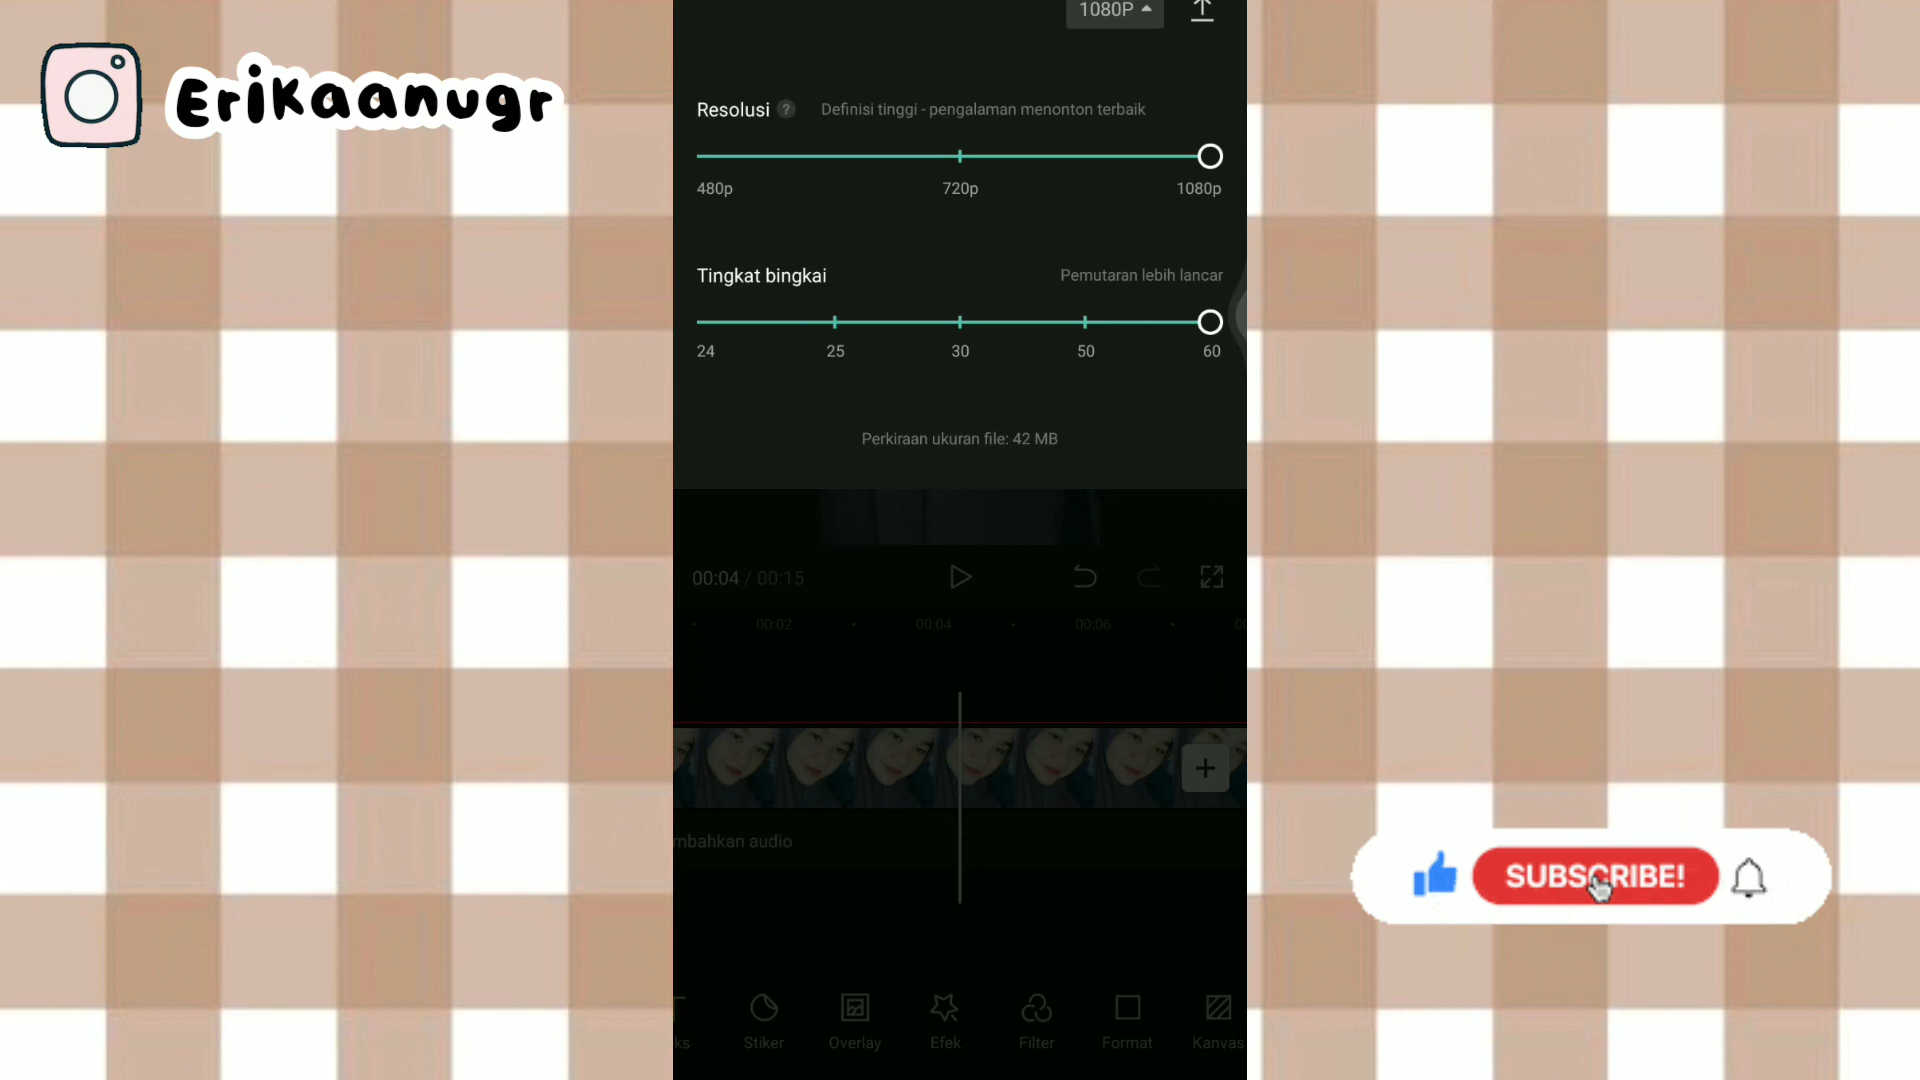 Erikaanugr
1080P
Resolusi ? Definisi tinggi - pengalaman menonton terbaik
480p 720p 1080p
Tingkat bingkai Pemutaran lebih lancar
24 25 30 50 60
Perkiraan ukuran file: 42 MB
00:04 / 00:15
00:02 00:04 00:06
mbahkan audio
SUBSCRIBE!
ks Stiker Overlay Efek Filter Format Kanvas